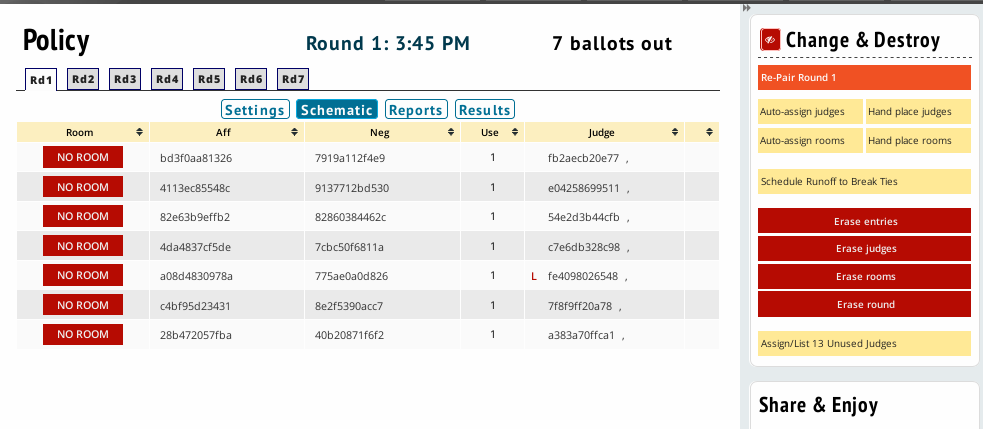 Policy Round 1: 3:45 PM 7 ballots out
Rd1 Rd2 Rd3 Rd4 Rd5 Rd6 Rd7
Settings Schematic Reports Results
Room Aff Neg Use Judge
NO ROOM bd3f0aa81326 7919a112f4e9 1 fb2aecb20e77 ,
NO ROOM 4113ec85548c 9137712bd530 1 e04258699511 ,
NO ROOM 82e63b9effb2 82860384462c 1 54e2d3b44cfb ,
NO ROOM 4da4837cf5de 7cbc50f6811a 1 c7e6db328c98 ,
NO ROOM a08d4830978a 775ae0a0d826 1 L fe4098026548 ,
NO ROOM c4bf95d23431 8e2f5390acc7 1 7f8f9ff20a78 ,
NO ROOM 28b472057fba 40b20871f6f2 1 a383a70ffca1 ,
Change & Destroy
Re-Pair Round 1
Auto-assign judges Hand place judges
Auto-assign rooms Hand place rooms
Schedule Runoff to Break Ties
Erase entries
Erase judges
Erase rooms
Erase round
Assign/List 13 Unused Judges
Share & Enjoy